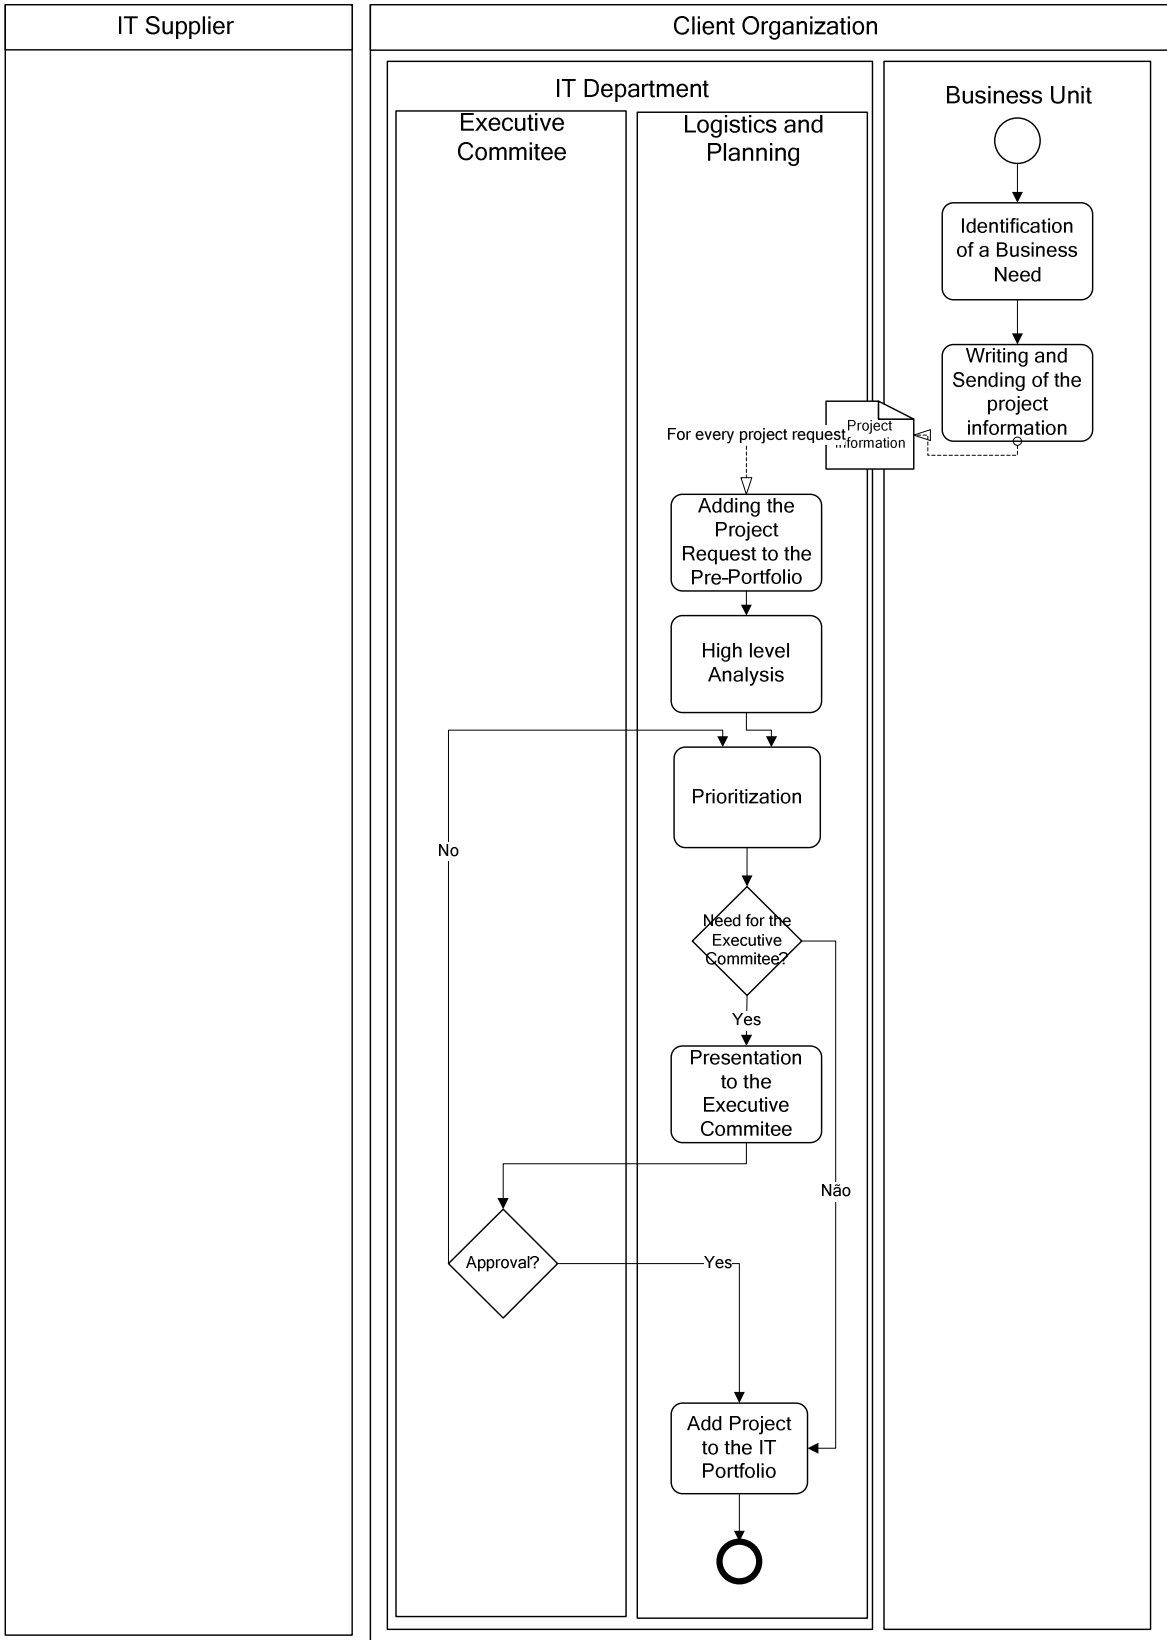 IT Supplier
Client Organization
IT Department
Business Unit
Executive
Commitee
Logistics and
Planning
Identification
of a Business
Need
Writing and
Sending of the
project
information
Project
information
For every project request
Adding the
Project
Request to the
Pre-Portfolio
High level
Analysis
Prioritization
No
Need for the
Executive
Commitee?
Yes
Presentation
to the
Executive
Commitee
Não
Approval?
Yes
Add Project
to the IT
Portfolio